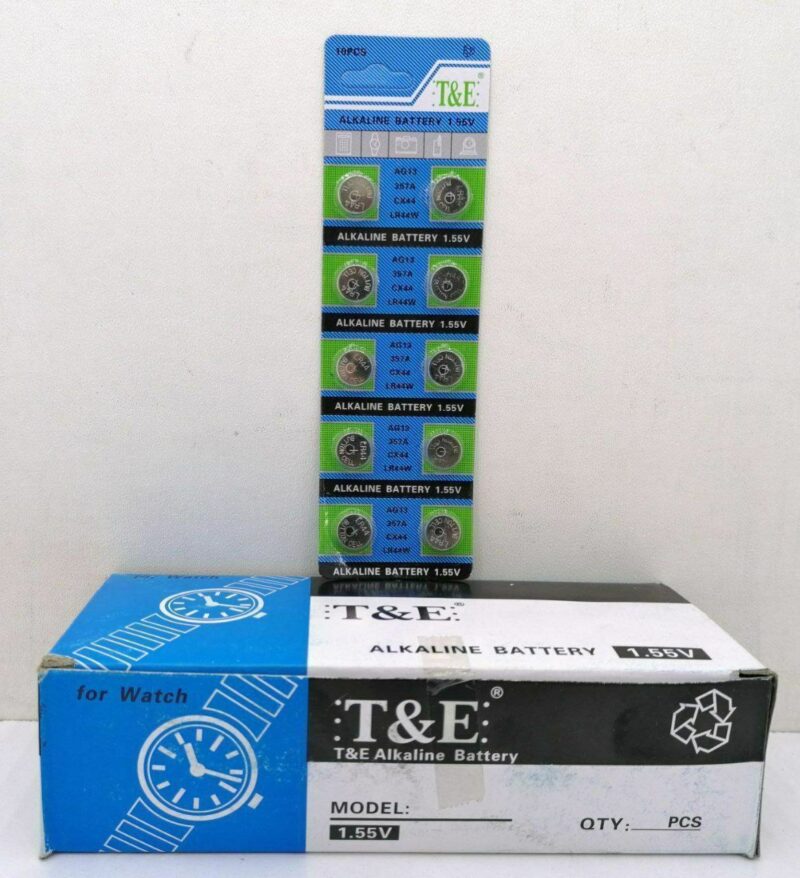 10PCS
T&E®
ALKALINE BATTERY 1.55V
AG13
357A
CX44
LR44W
ALKALINE BATTERY 1.55V
AG13
357A
CX44
LR44W
ALKALINE BATTERY 1.55V
AG13
357A
CX44
LR44W
ALKALINE BATTERY 1.55V
AG13
357A
CX44
LR44W
ALKALINE BATTERY 1.55V
AG13
357A
CX44
LR44W
ALKALINE BATTERY 1.55V
for Watch
T&E®
ALKALINE BATTERY 1.55V
for Watch
T&E®
T&E Alkaline Battery
MODEL:
1.55V
QTY: PCS